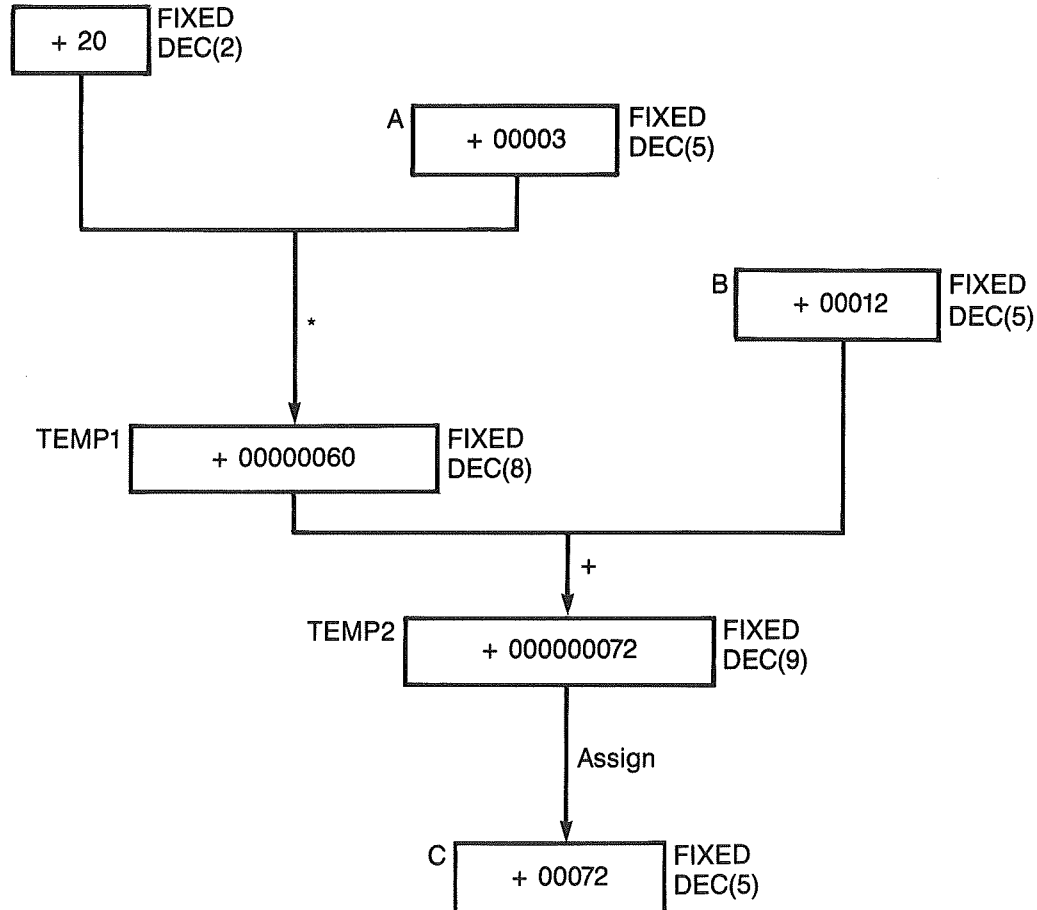 + 20
FIXED
DEC(2)
A
+ 00003
FIXED
DEC(5)
B
+ 00012
FIXED
DEC(5)
*
TEMP1
+ 00000060
FIXED
DEC(8)
+
TEMP2
+ 000000072
FIXED
DEC(9)
Assign
C
+ 00072
FIXED
DEC(5)